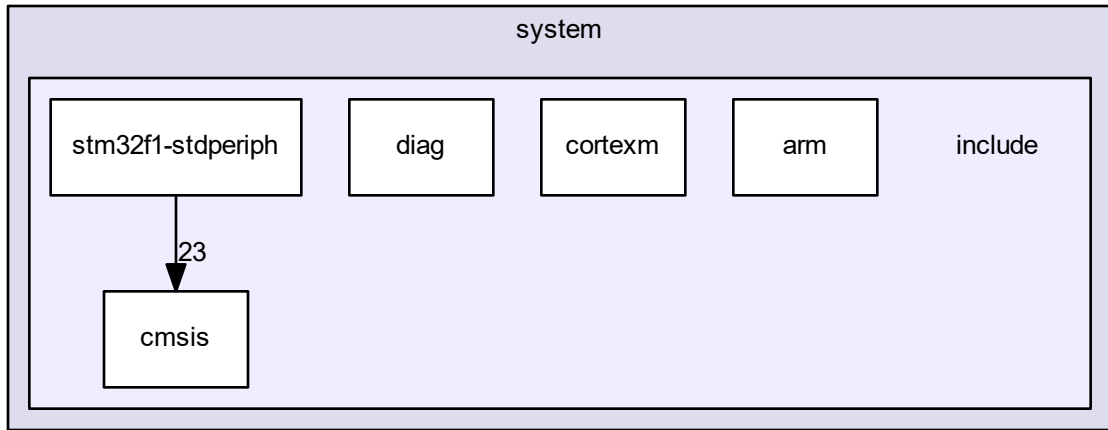 system
stm32f1-stdperiph
diag
cortexm
arm
include
23
cmsis